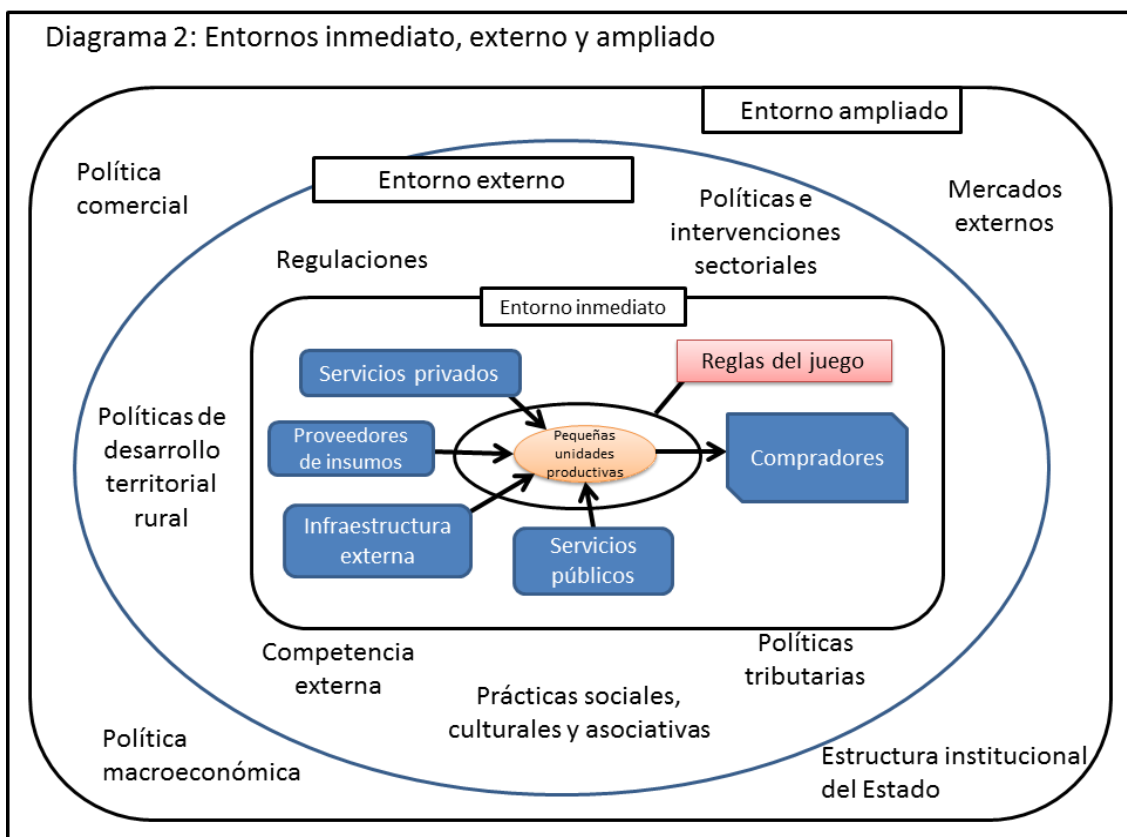 Diagrama 2: Entornos inmediato, externo y ampliado
Entorno ampliado
Política
comercial
Entorno externo
Mercados
externos
Políticas e
intervenciones
sectoriales
Regulaciones
Entorno inmediato
Servicios privados
Reglas del juego
Políticas de
desarrollo
territorial
rural
Proveedores
de insumos
Pequeñas
unidades
productivas
Compradores
Infraestructura
externa
Servicios
públicos
Competencia
externa
Políticas
tributarias
Prácticas sociales,
culturales y asociativas
Política
macroeconómica
Estructura institucional
del Estado